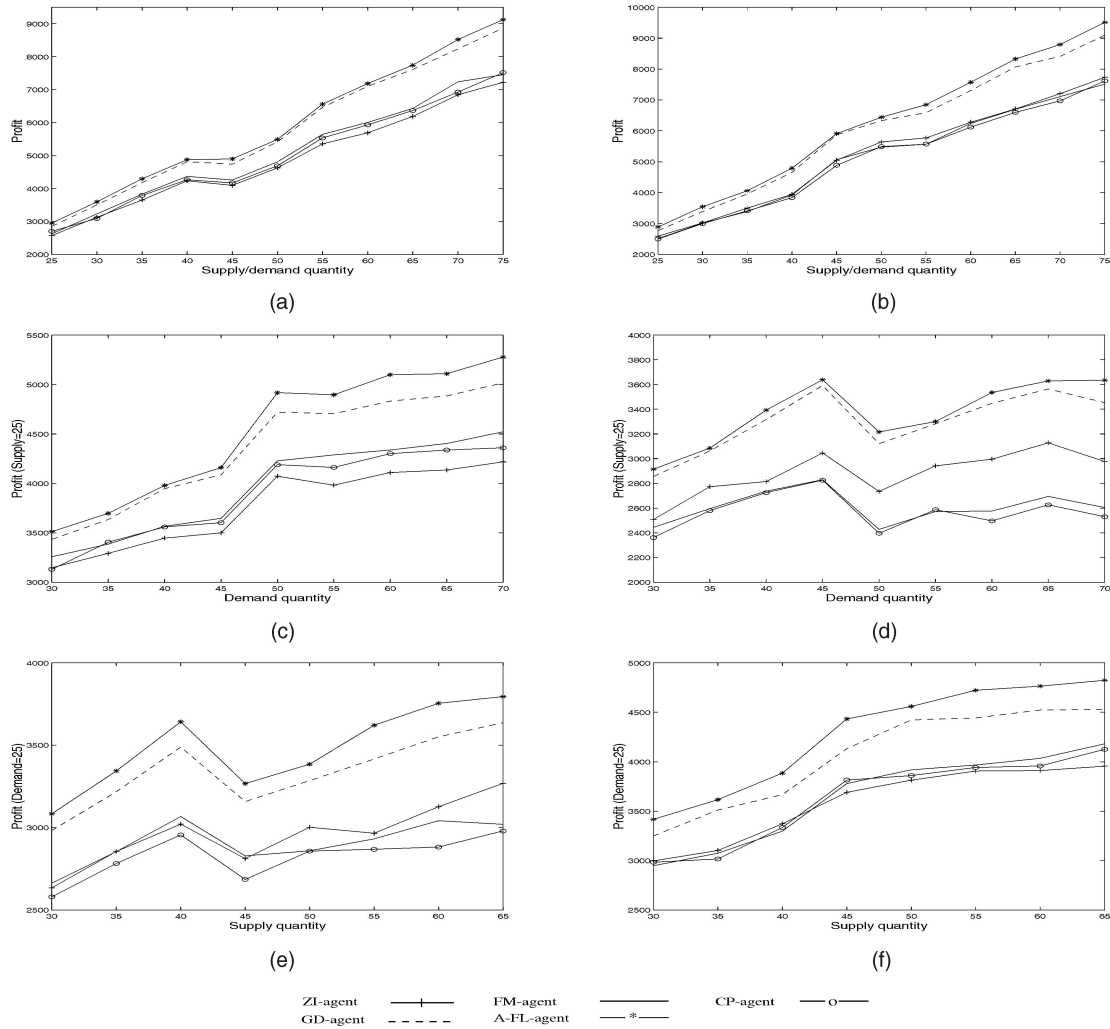 9000
8000
7000
6000
5000
4000
3000
2000
Profit
25 30 35 40 45 50 55 60 65 70 75
Supply/demand quantity
(a)
10000
9000
8000
7000
6000
5000
4000
3000
2000
Profit
25 30 35 40 45 50 55 60 65 70 75
Supply/demand quantity
(b)
5500
5000
4500
4000
3500
3000
Profit (Supply=25)
30 35 40 45 50 55 60 65 70
Demand quantity
(c)
4000
3800
3600
3400
3200
3000
2800
2600
2400
2200
2000
Profit (Supply=25)
30 35 40 45 50 55 60 65 70
Demand quantity
(d)
4000
3500
3000
2500
Profit (Demand=25)
30 35 40 45 50 55 60 65
Supply quantity
(e)
5000
4500
4000
3500
3000
2500
Profit (Demand=25)
30 35 40 45 50 55 60 65
Supply quantity
(f)
ZI-agent FM-agent CP-agent
GD-agent A-FL-agent